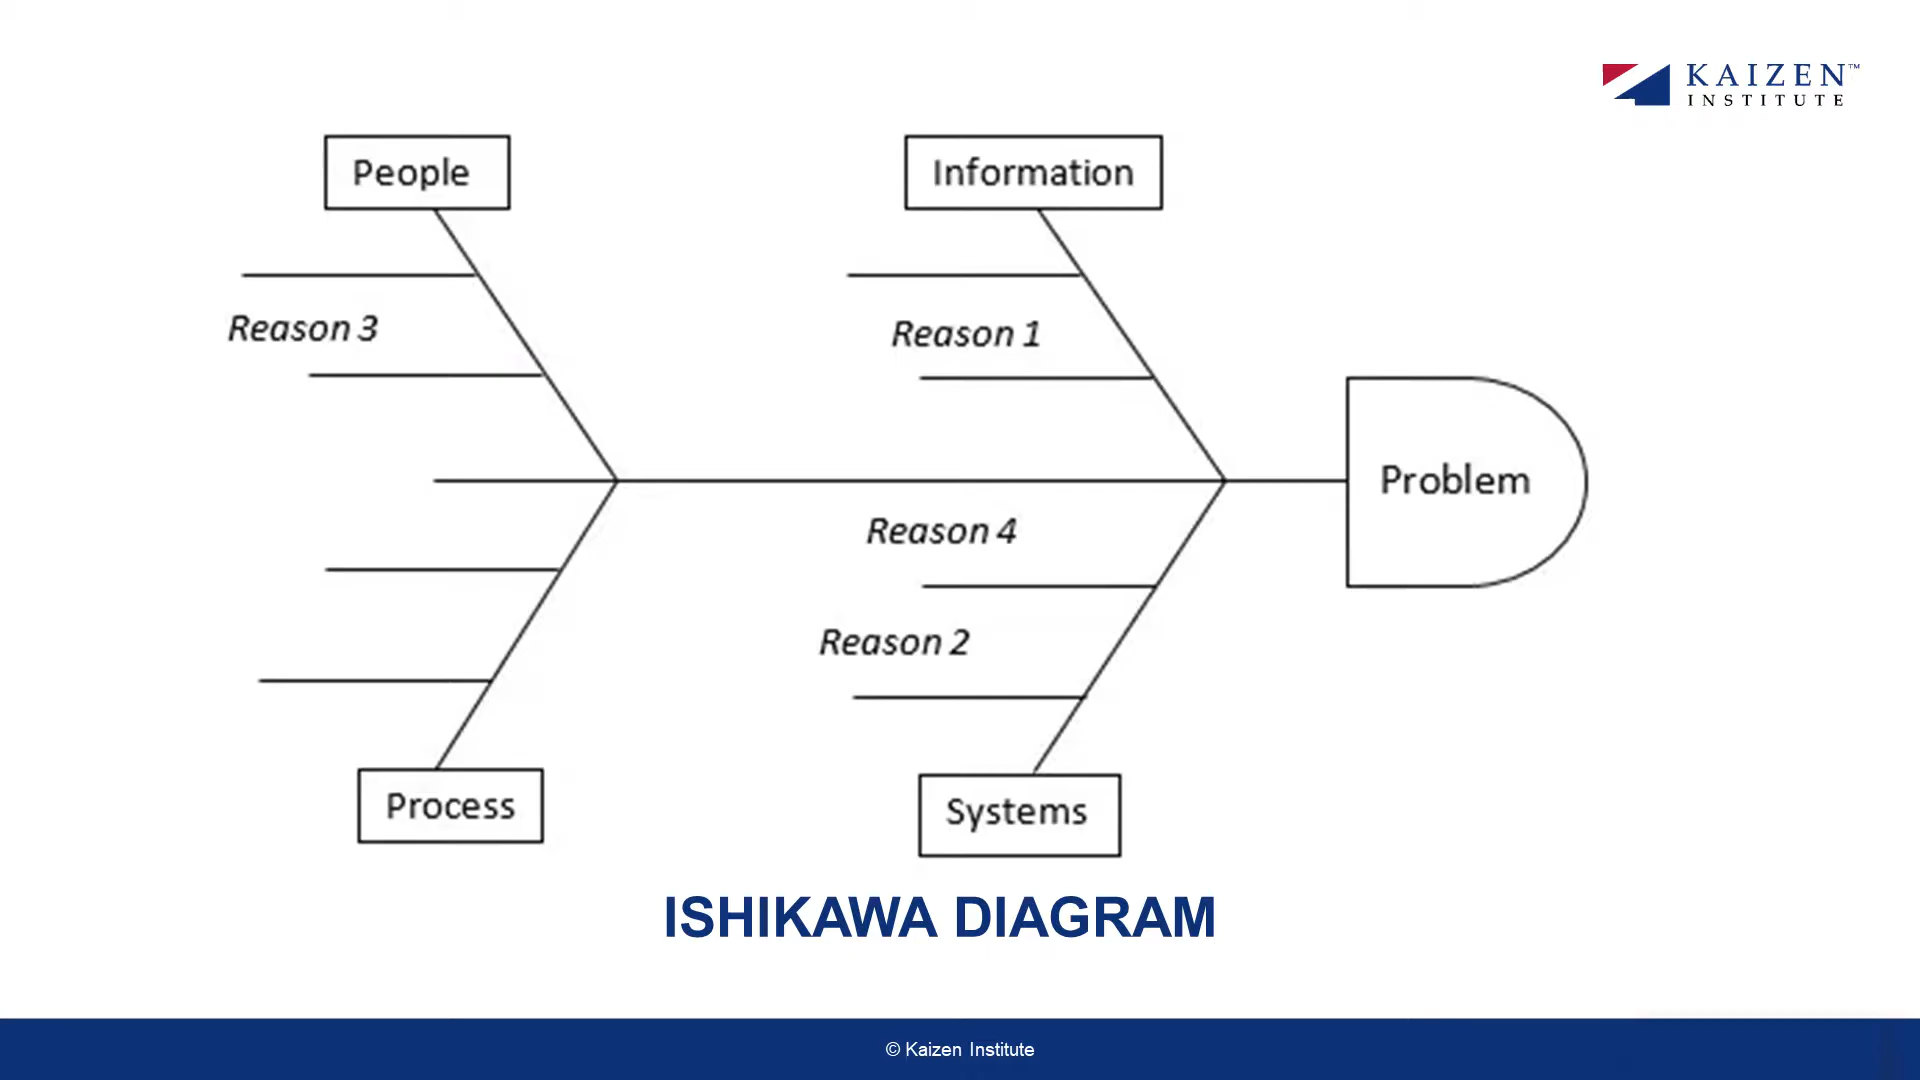 KAIZEN™
INSTITUTE
People
Information
Reason 3
Reason 1
Problem
Reason 4
Reason 2
Process
Systems
ISHIKAWA DIAGRAM
© Kaizen Institute